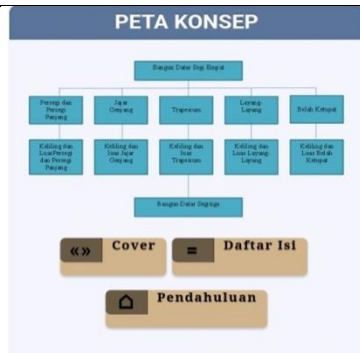 PETA KONSEP
Bangun Datar Segi Empat
Persegi dan
Persegi
Panjang
Jajar
Genjang
Trapesium
Layang-
Layang
Belah Ketupat
Keliling dan
Luas Persegi
dan Persegi
Panjang
Keliling dan
luas Jajar
Genjang
Keliling dan
luas
Trapesium
Keliling dan
Luas Layang-
Layang
Keliling dan
Luas Belah
Ketupat
Bangun Datar Segitiga
«» Cover
= Daftar Isi
Pendahuluan